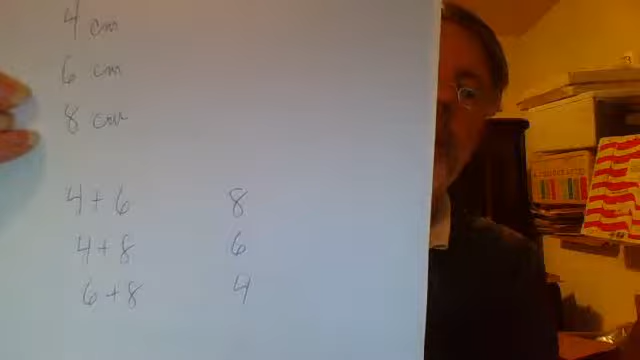 4 cm
6 cm
8 cm
4 + 6 8
4 + 8 6
6 + 8 4